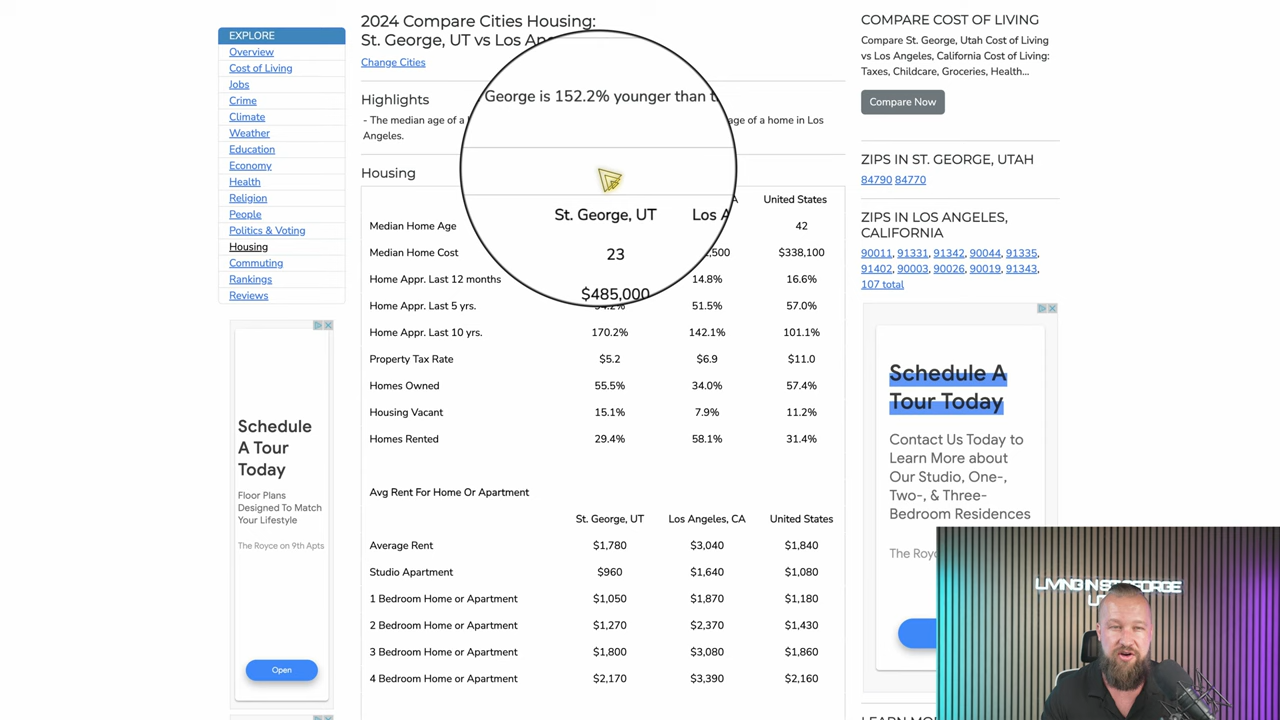 EXPLORE
Overview
Cost of Living
Jobs
Crime
Climate
Weather
Education
Economy
Health
Religion
People
Politics & Voting
Housing
Commuting
Rankings
Reviews
Schedule
A Tour
Today
Floor Plans
Designed To Match
Your Lifestyle
The Royce on 9th Apts
Open
2024 Compare Cities Housing:
St. George, UT vs Los An
Change Cities
Highlights
- The median age of a
age of a home in Los
Angeles.
George is 152.2% younger than t
Housing
St. George, UT Los A
23
$485,000
United States
Median Home Age 42
Median Home Cost ,500 $338,100
Home Appr. Last 12 months 14.8% 16.6%
Home Appr. Last 5 yrs. 51.5% 57.0%
Home Appr. Last 10 yrs. 170.2% 142.1% 101.1%
Property Tax Rate $5.2 $6.9 $11.0
Homes Owned 55.5% 34.0% 57.4%
Housing Vacant 15.1% 7.9% 11.2%
Homes Rented 29.4% 58.1% 31.4%
Avg Rent For Home Or Apartment
St. George, UT Los Angeles, CA United States
Average Rent $1,780 $3,040 $1,840
Studio Apartment $960 $1,640 $1,080
1 Bedroom Home or Apartment $1,050 $1,870 $1,180
2 Bedroom Home or Apartment $1,270 $2,370 $1,430
3 Bedroom Home or Apartment $1,800 $3,080 $1,860
4 Bedroom Home or Apartment $2,170 $3,390 $2,160
COMPARE COST OF LIVING
Compare St. George, Utah Cost of Living
vs Los Angeles, California Cost of Living:
Taxes, Childcare, Groceries, Health...
Compare Now
ZIPS IN ST. GEORGE, UTAH
84790 84770
ZIPS IN LOS ANGELES,
CALIFORNIA
90011, 91331, 91342, 90044, 91335,
91402, 90003, 90026, 90019, 91343,
107 total
Schedule A
Tour Today
Contact Us Today to
Learn More about
Our Studio, One-,
Two-, & Three-
Bedroom Residences
The Royc
LIVING IN ST GEORGE
LEARN MO